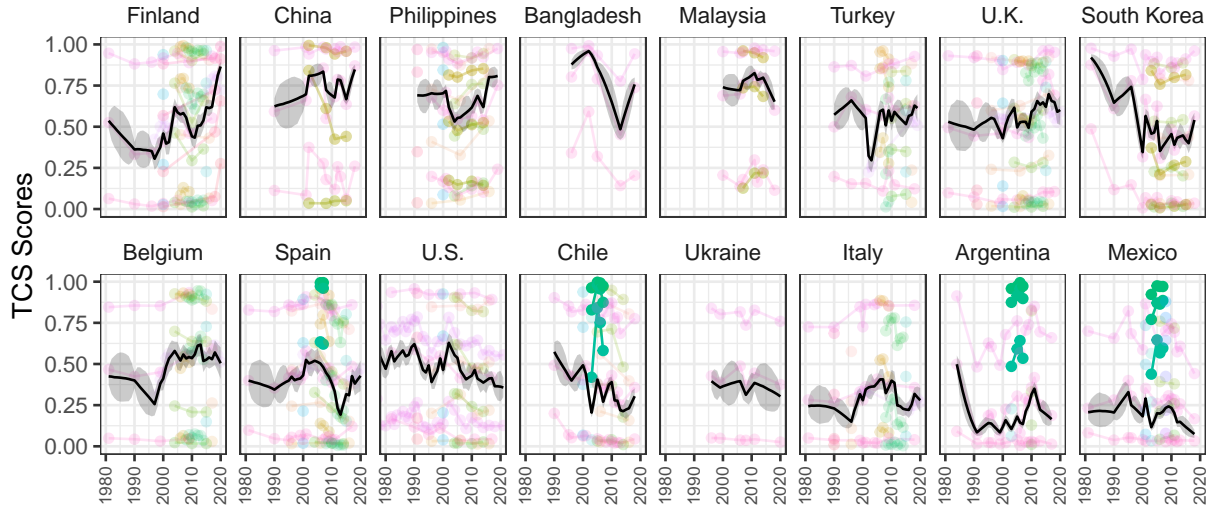 Finland China Philippines Bangladesh Malaysia Turkey U.K. South Korea
1.00
0.75
0.50
0.25
0.00
TCS Scores
Belgium Spain U.S. Chile Ukraine Italy Argentina Mexico
1.00
0.75
0.50
0.25
0.00
1980 1990 2000 2010 2020 1980 1990 2000 2010 2020 1980 1990 2000 2010 2020 1980 1990 2000 2010 2020 1980 1990 2000 2010 2020 1980 1990 2000 2010 2020 1980 1990 2000 2010 2020 1980 1990 2000 2010 2020